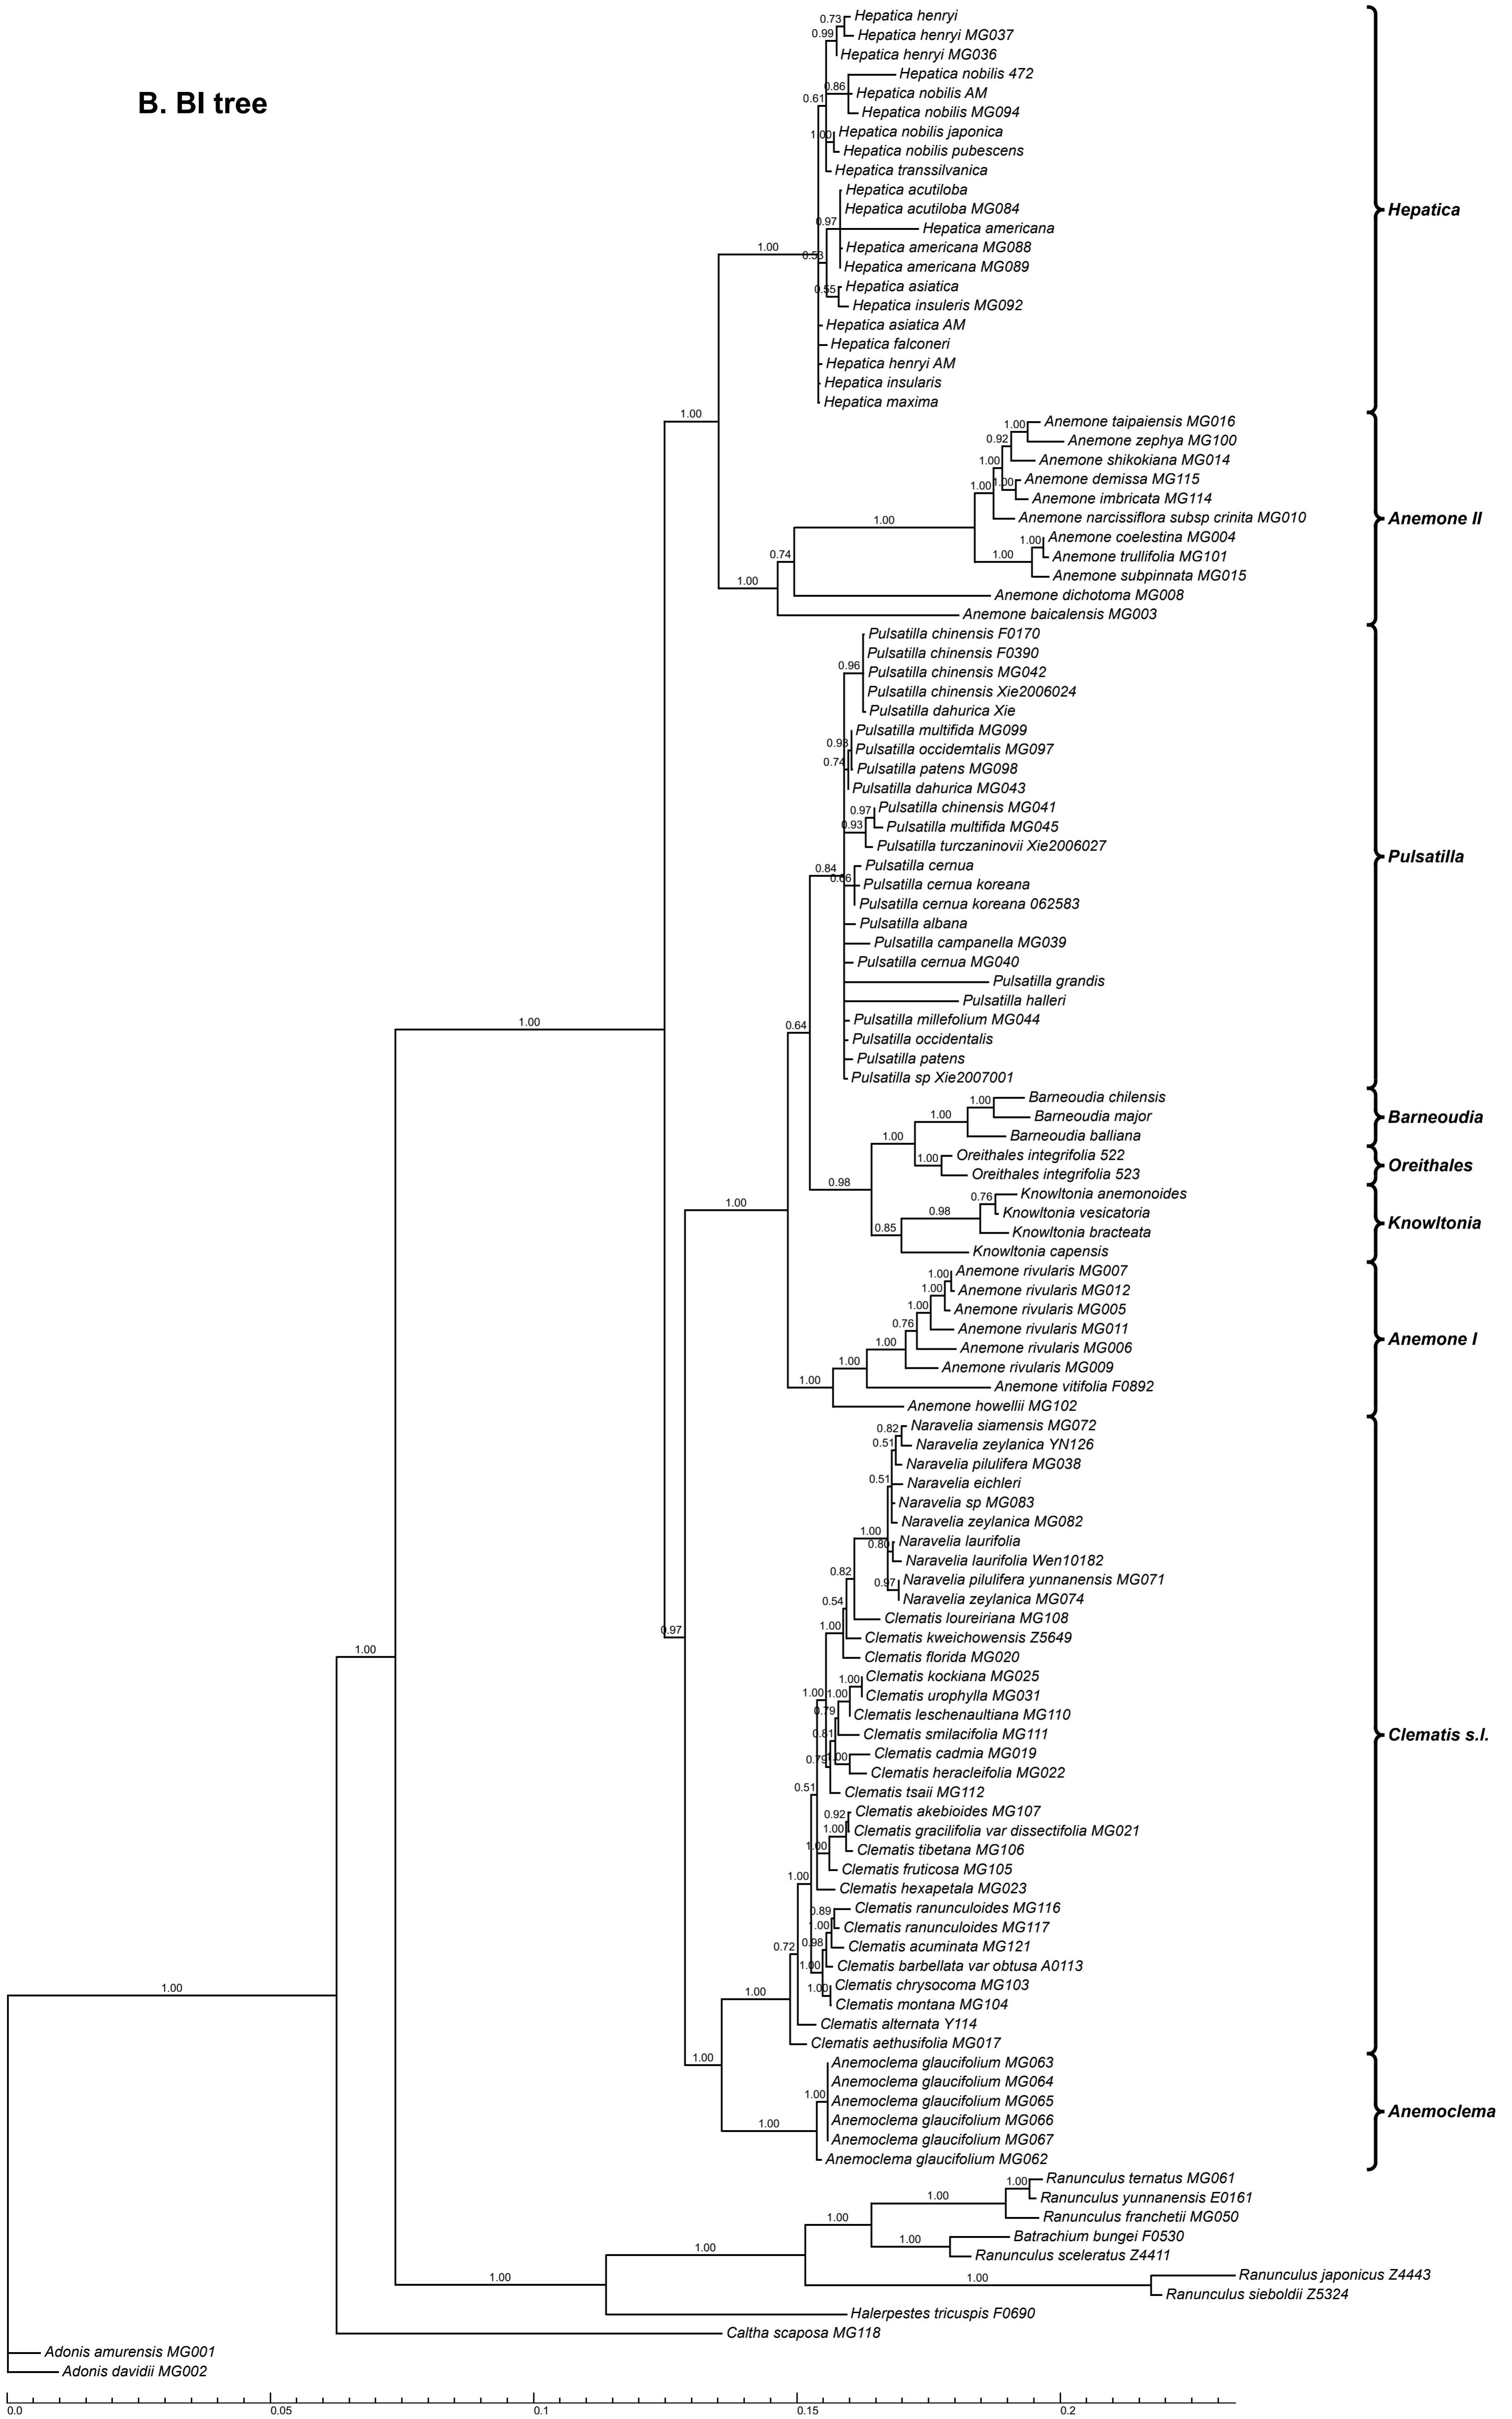 B. BI tree
0.73
Hepatica henryi
0.99
Hepatica henryi MG037
Hepatica henryi MG036
Hepatica nobilis 472
0.86
Hepatica nobilis AM
0.61
Hepatica nobilis MG094
1.00
Hepatica nobilis japonica
Hepatica nobilis pubescens
Hepatica transsilvanica
Hepatica acutiloba
Hepatica acutiloba MG084
Hepatica
0.97
Hepatica americana
1.00
Hepatica americana MG088
0.53
Hepatica americana MG089
0.55
Hepatica asiatica
Hepatica insuleris MG092
Hepatica asiatica AM
Hepatica falconeri
Hepatica henryi AM
Hepatica insularis
Hepatica maxima
1.00
1.00
Anemone taipaiensis MG016
0.92
Anemone zephya MG100
1.00
Anemone shikokiana MG014
1.00
1.00
Anemone demissa MG115
Anemone imbricata MG114
1.00
Anemone narcissiflora subsp crinita MG010
Anemone II
1.00
Anemone coelestina MG004
0.74
1.00
Anemone trullifolia MG101
Anemone subpinnata MG015
1.00
Anemone dichotoma MG008
Anemone baicalensis MG003
Pulsatilla chinensis F0170
Pulsatilla chinensis F0390
0.96
Pulsatilla chinensis MG042
Pulsatilla chinensis Xie2006024
Pulsatilla dahurica Xie
Pulsatilla multifida MG099
0.93
Pulsatilla occidemtalis MG097
0.74
Pulsatilla patens MG098
Pulsatilla dahurica MG043
0.97
Pulsatilla chinensis MG041
0.93
Pulsatilla multifida MG045
Pulsatilla turczaninovii Xie2006027
Pulsatilla
0.84
Pulsatilla cernua
0.66
Pulsatilla cernua koreana
Pulsatilla cernua koreana 062583
Pulsatilla albana
Pulsatilla campanella MG039
Pulsatilla cernua MG040
Pulsatilla grandis
Pulsatilla halleri
1.00
0.64
Pulsatilla millefolium MG044
Pulsatilla occidentalis
Pulsatilla patens
Pulsatilla sp Xie2007001
1.00
Barneoudia chilensis
1.00
Barneoudia major
Barneoudia
1.00
Barneoudia balliana
1.00
Oreithales integrifolia 522
Oreithales
Oreithales integrifolia 523
0.98
0.76
Knowltonia anemonoides
1.00
0.98
Knowltonia vesicatoria
Knowltonia
0.85
Knowltonia bracteata
Knowltonia capensis
1.00
Anemone rivularis MG007
1.00
Anemone rivularis MG012
1.00
Anemone rivularis MG005
0.76
Anemone rivularis MG011
Anemone I
1.00
Anemone rivularis MG006
1.00
Anemone rivularis MG009
1.00
Anemone vitifolia F0892
Anemone howellii MG102
0.82
Naravelia siamensis MG072
0.51
Naravelia zeylanica YN126
Naravelia pilulifera MG038
0.51
Naravelia eichleri
Naravelia sp MG083
Naravelia zeylanica MG082
1.00
0.80
Naravelia laurifolia
Naravelia laurifolia Wen10182
0.82
0.97
Naravelia pilulifera yunnanensis MG071
Naravelia zeylanica MG074
0.54
Clematis loureiriana MG108
0.97
1.00
Clematis kweichowensis Z5649
Clematis florida MG020
1.00
Clematis kockiana MG025
1.00
1.00
Clematis urophylla MG031
0.79
Clematis leschenaultiana MG110
0.81
Clematis smilacifolia MG111
Clematis s.l.
0.79
1.00
Clematis cadmia MG019
Clematis heracleifolia MG022
0.51
Clematis tsaii MG112
0.92
Clematis akebioides MG107
1.00
Clematis gracilifolia var dissectifolia MG021
1.00
Clematis tibetana MG106
Clematis fruticosa MG105
1.00
Clematis hexapetala MG023
0.89
Clematis ranunculoides MG116
1.00
Clematis ranunculoides MG117
0.72
0.98
Clematis acuminata MG121
1.00
Clematis barbellata var obtusa A0113
1.00
Clematis chrysocoma MG103
1.00
Clematis montana MG104
Clematis alternata Y114
Clematis aethusifolia MG017
1.00
Anemoclema glaucifolium MG063
Anemoclema glaucifolium MG064
1.00
Anemoclema glaucifolium MG065
Anemoclema
1.00
Anemoclema glaucifolium MG066
Anemoclema glaucifolium MG067
Anemoclema glaucifolium MG062
1.00
1.00
1.00
Ranunculus ternatus MG061
1.00
Ranunculus yunnanensis E0161
1.00
Ranunculus franchetii MG050
1.00
Batrachium bungei F0530
1.00
Ranunculus sceleratus Z4411
1.00
1.00
Ranunculus japonicus Z4443
Ranunculus sieboldii Z5324
Halerpestes tricuspis F0690
Caltha scaposa MG118
Adonis amurensis MG001
Adonis davidii MG002
0.0 0.05 0.1 0.15 0.2